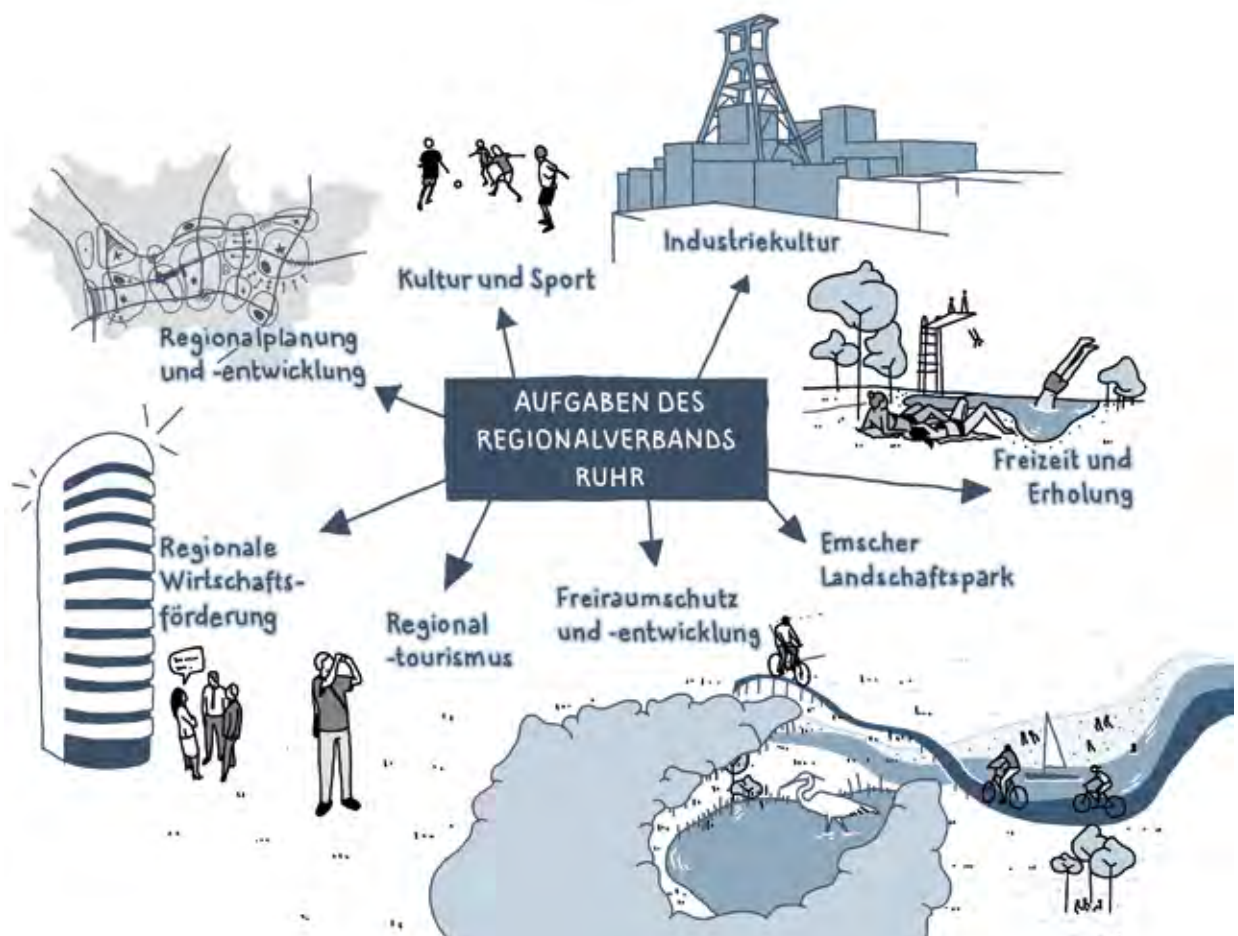 Industriekultur
Kultur und Sport
Regionalplanung
und -entwicklung
AUFGABEN DES
REGIONALVERBANDS
RUHR
Freizeit und
Erholung
Regionale
Wirtschafts-
förderung
Regional
-tourismus
Freiraumschutz
und -entwicklung
Emscher
Landschaftspark